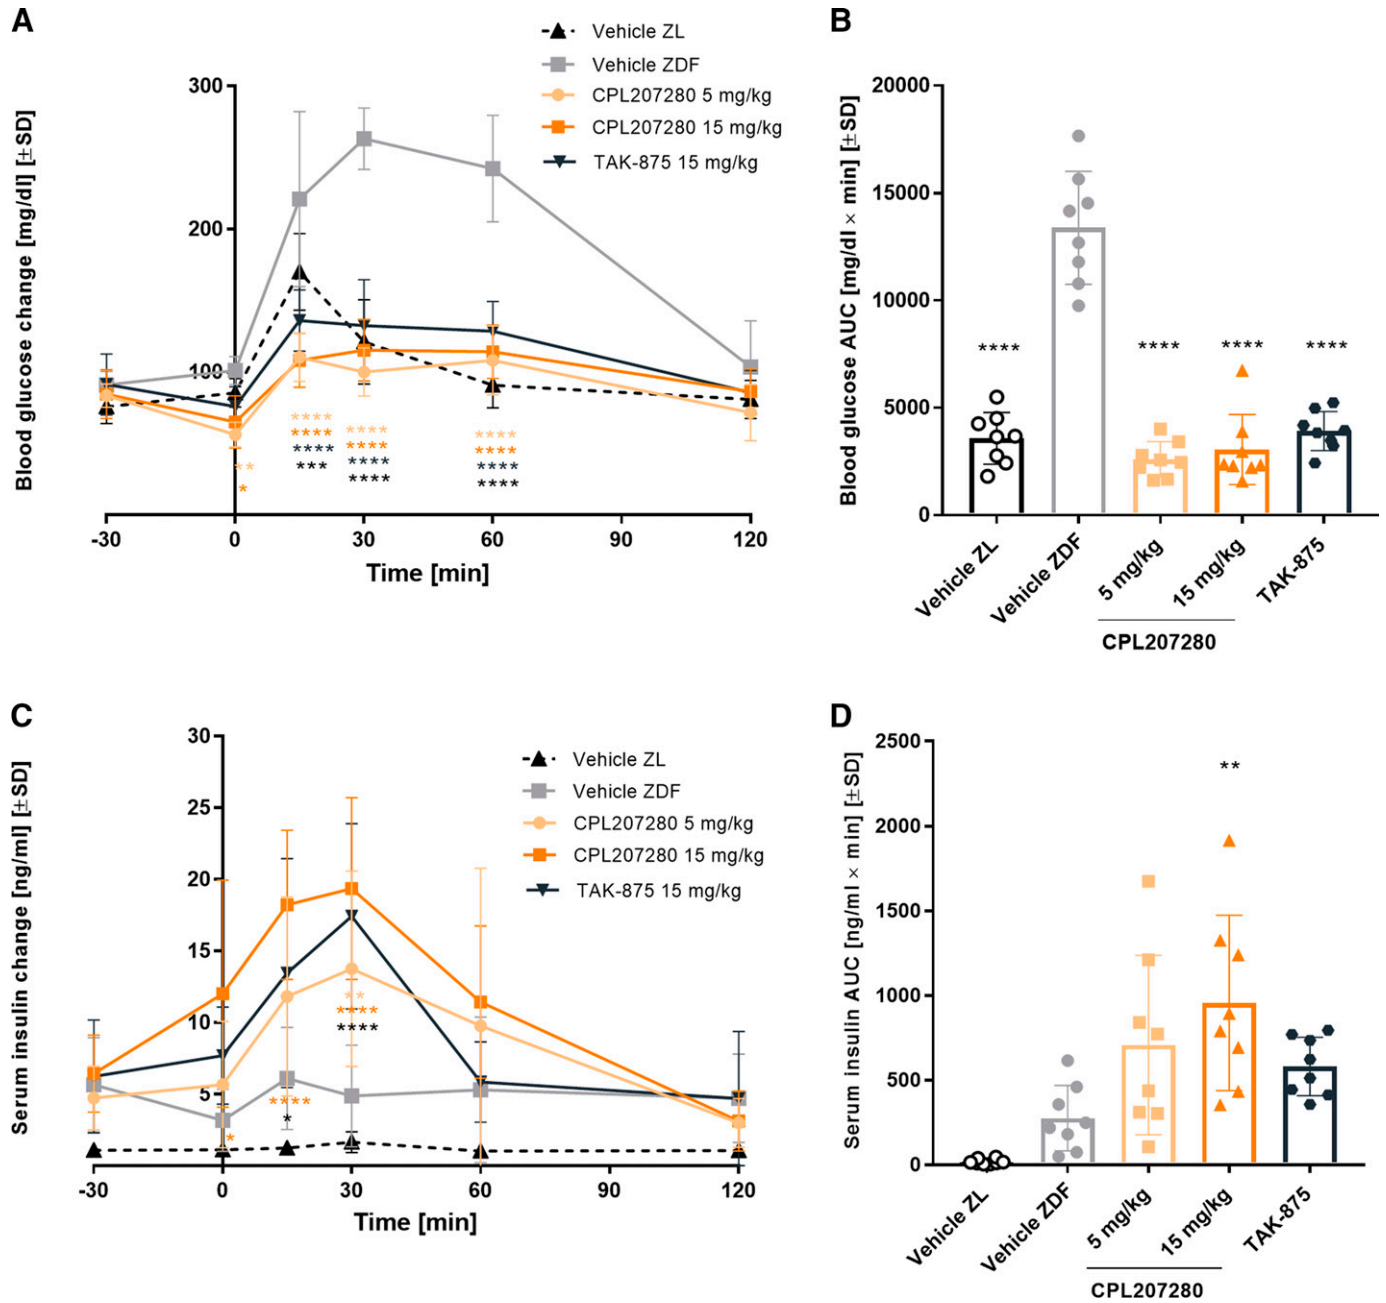 A
Vehicle ZL
Vehicle ZDF
CPL207280 5 mg/kg
CPL207280 15 mg/kg
TAK-875 15 mg/kg
Blood glucose change [mg/dl] [±SD]
300
200
100
****
****
****
***
****
****
****
****
****
****
****
****
**
*
-30 0 30 60 90 120
Time [min]
B
Blood glucose AUC [mg/dl × min] [±SD]
20000
15000
10000
5000
0
**** **** **** ****
Vehicle ZL
Vehicle ZDF
5 mg/kg
15 mg/kg
TAK-875
CPL207280
C
Vehicle ZL
Vehicle ZDF
CPL207280 5 mg/kg
CPL207280 15 mg/kg
TAK-875 15 mg/kg
Serum insulin change [ng/ml] [±SD]
30
25
20
15
10
5
**
****
****
****
*
*
-30 0 30 60 90 120
Time [min]
D
Serum insulin AUC [ng/ml × min] [±SD]
2500
2000
1500
1000
500
0
**
Vehicle ZL
Vehicle ZDF
5 mg/kg
15 mg/kg
TAK-875
CPL207280